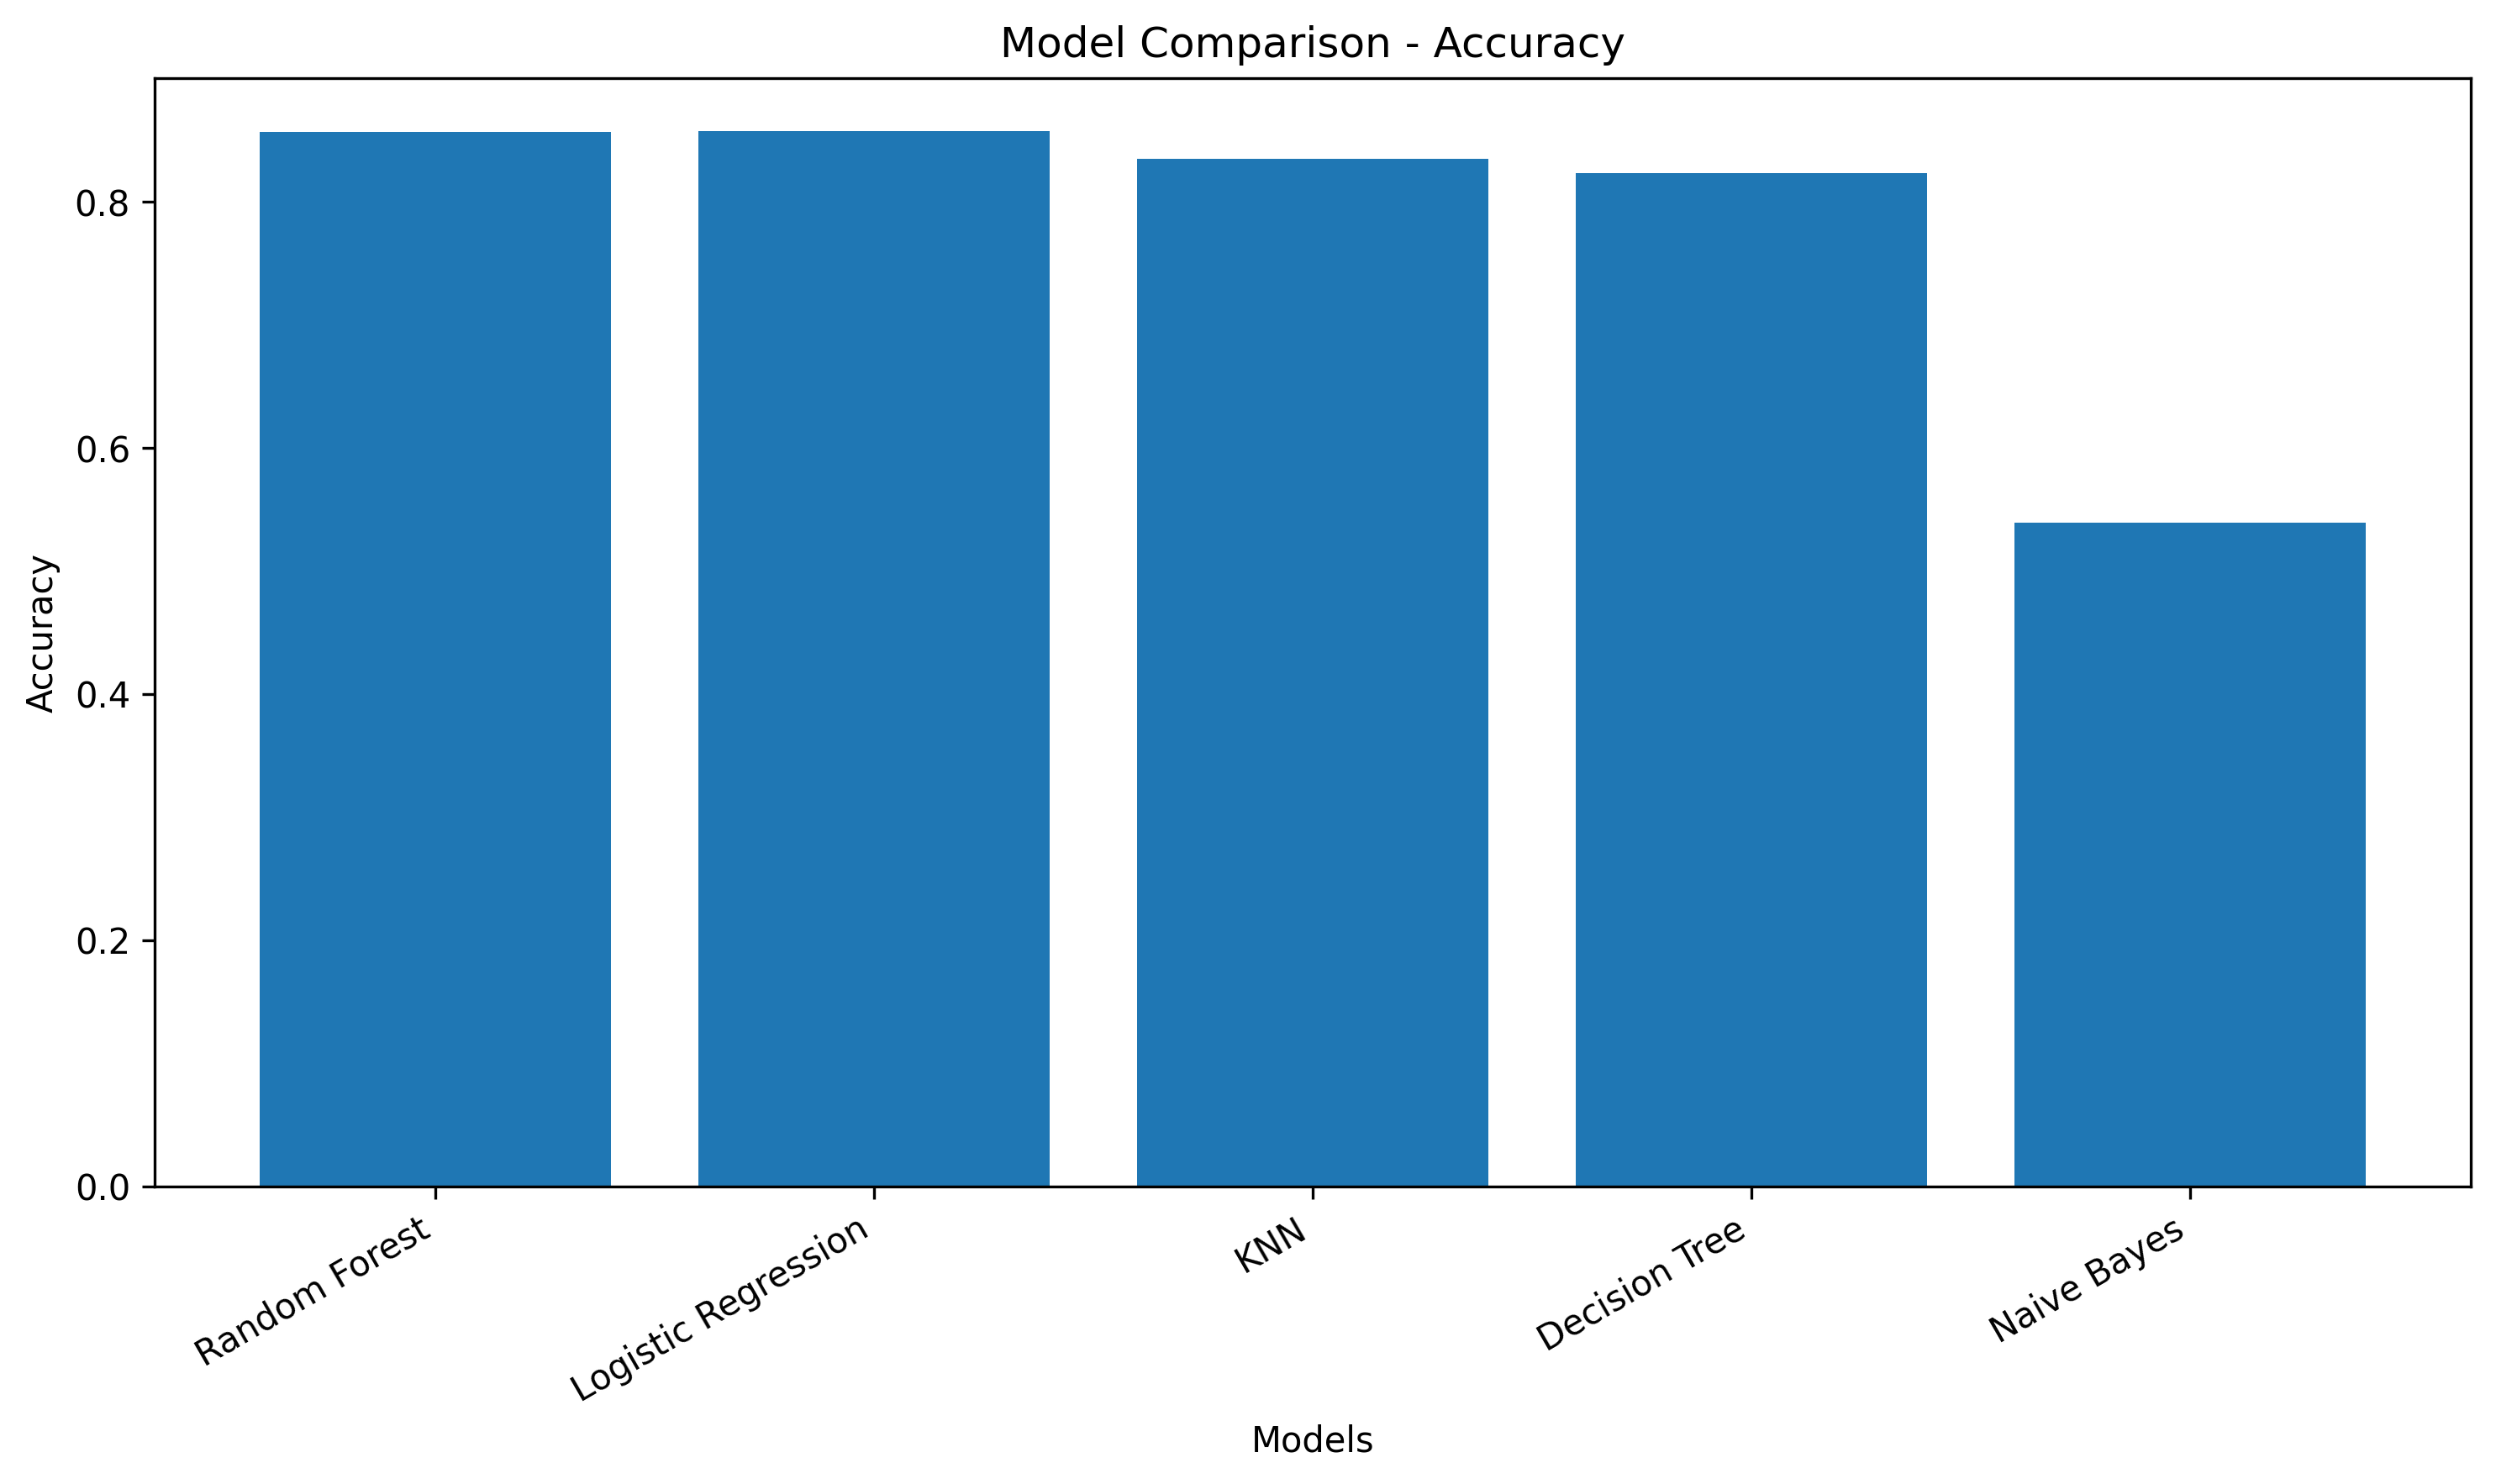 Model Comparison - Accuracy
Accuracy
0.8
0.6
0.4
0.2
0.0
Random Forest
Logistic Regression
KNN
Decision Tree
Naive Bayes
Models